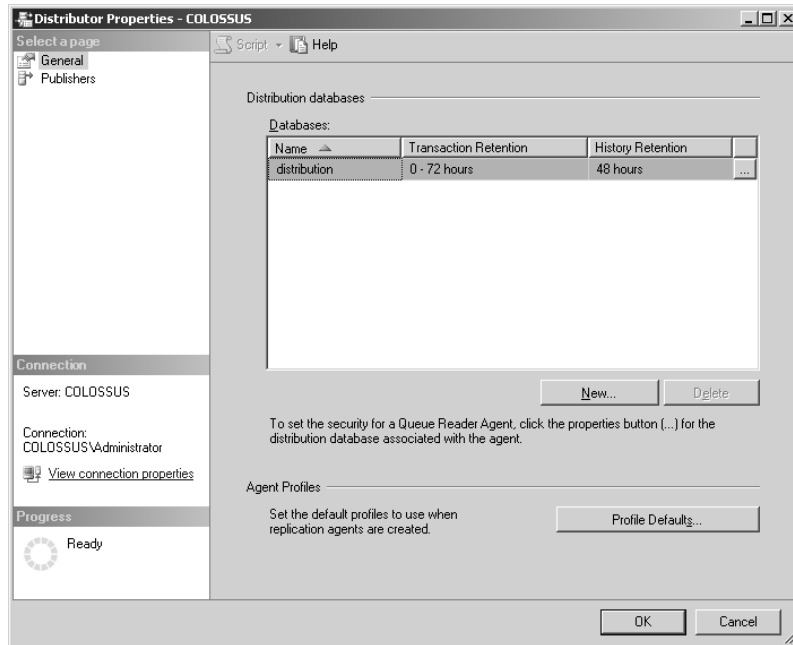 Distributor Properties - COLOSSUS
Select a page
General
Publishers
Script
Help
Distribution databases
Databases:
Name Transaction Retention History Retention
distribution 0 - 72 hours 48 hours ...
New... Delete
To set the security for a Queue Reader Agent, click the properties button (...) for the
distribution database associated with the agent.
Agent Profiles
Set the default profiles to use when
replication agents are created.
Profile Defaults...
Connection
Server: COLOSSUS
Connection:
COLOSSUS\Administrator
View connection properties
Progress
Ready
OK Cancel